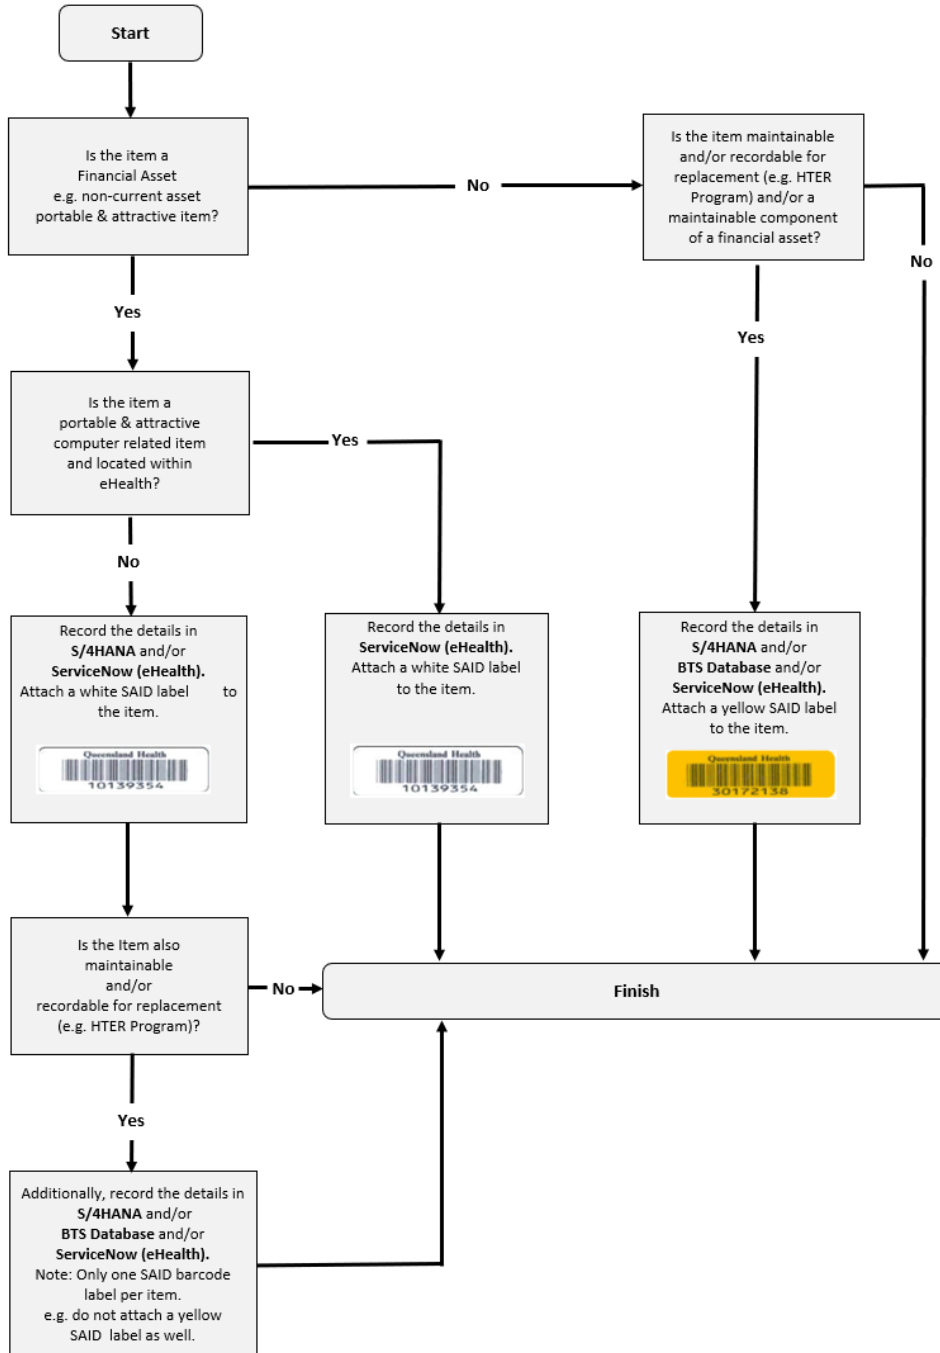 Start
Is the item a
Financial Asset
e.g. non-current asset
portable & attractive item?
No
Is the item maintainable
and/or recordable for
replacement (e.g. HTER
Program) and/or a
maintainable component
of a financial asset?
No
Yes
Yes
Is the item a
portable & attractive
computer related item
and located within
eHealth?
Yes
No
Record the details in
S/4HANA and/or
ServiceNow (eHealth).
Attach a white SAID label to
the item.
Queensland Health
10139354
Record the details in
ServiceNow (eHealth).
Attach a white SAID label
to the item.
Queensland Health
10139354
Record the details in
S/4HANA and/or
BTS Database and/or
ServiceNow (eHealth).
Attach a yellow SAID label
to the item.
Queensland Health
30172138
Is the Item also
maintainable
and/or
recordable for replacement
(e.g. HTER Program)?
No
Finish
Yes
Additionally, record the details in
S/4HANA and/or
BTS Database and/or
ServiceNow (eHealth).
Note: Only one SAID barcode
label per item.
e.g. do not attach a yellow
SAID label as well.